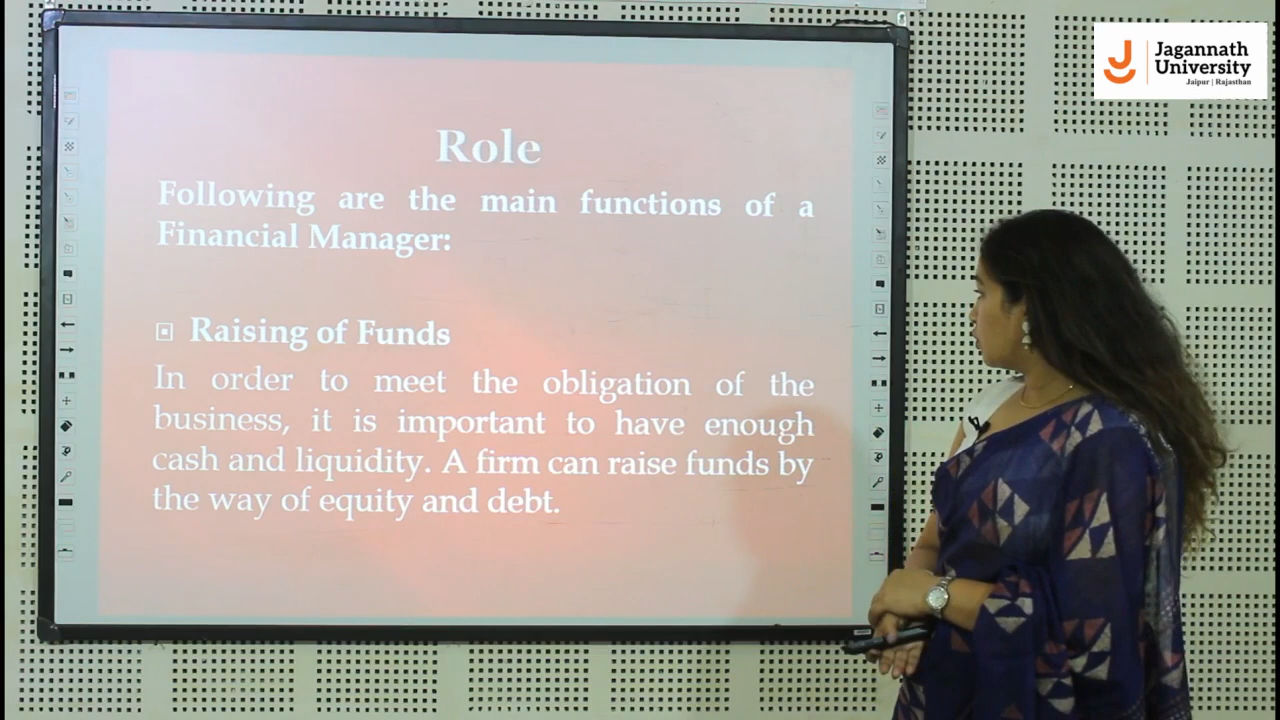 Jagannath
University
Jaipur | Rajasthan
Role
Following are the main functions of a
Financial Manager:
Raising of Funds
In order to meet the obligation of the
business, it is important to have enough
cash and liquidity. A firm can raise funds by
the way of equity and debt.